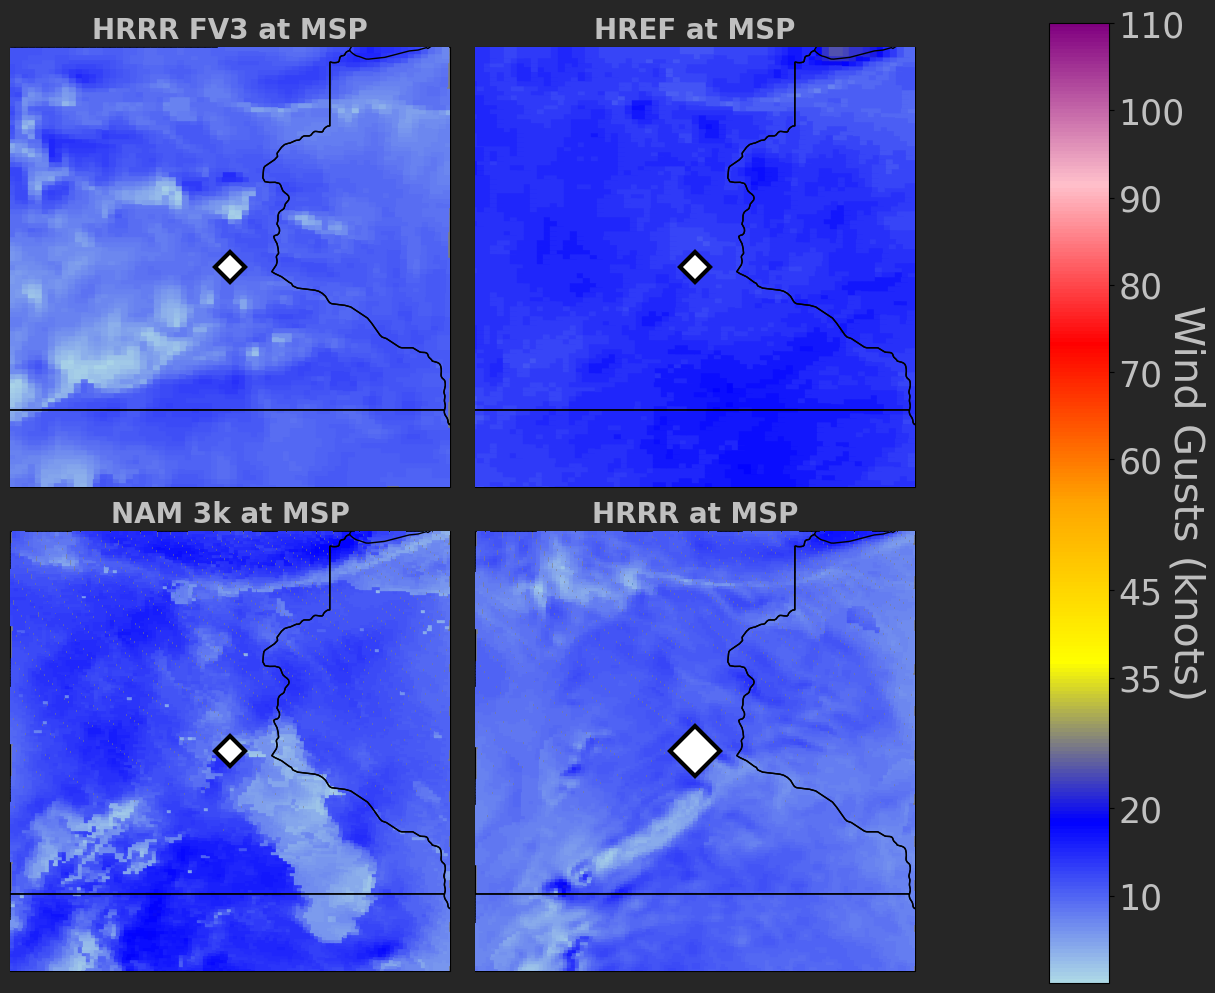 HRRR FV3 at MSP
HREF at MSP
NAM 3k at MSP
HRRR at MSP
110
100
90
80
70
60
45
35
20
10
Wind Gusts (knots)